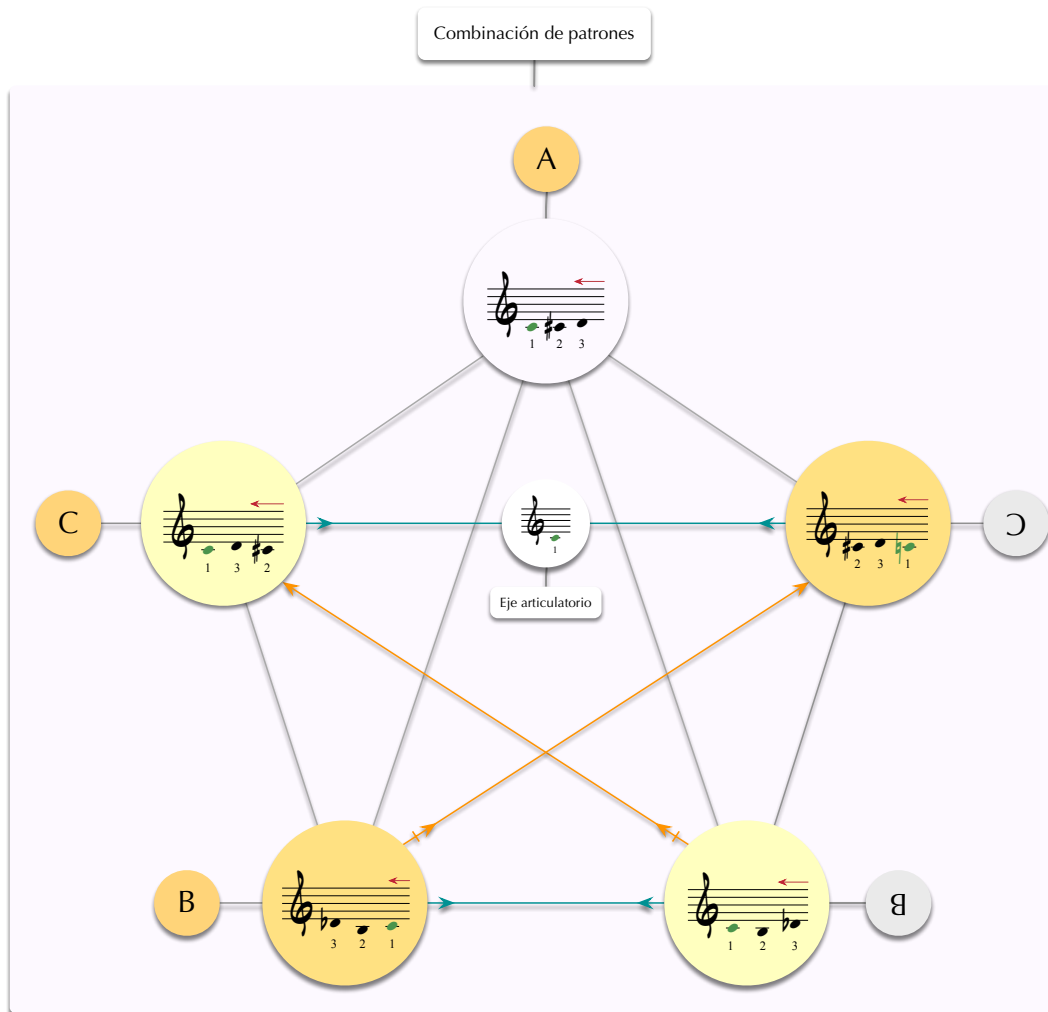 Combinación de patrones
A
1 2 3
C
1 3 2
1
Eje articulatorio
2 3 1
C
B
3 2 1
1 2 3
B